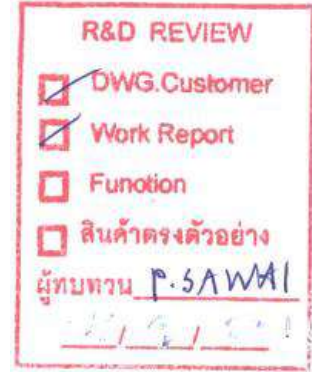 R&D REVIEW
DWG.Customer
Work Report
Function
สินค้าตรงตัวอย่าง
ผู้ทบทวน P.SAWAI